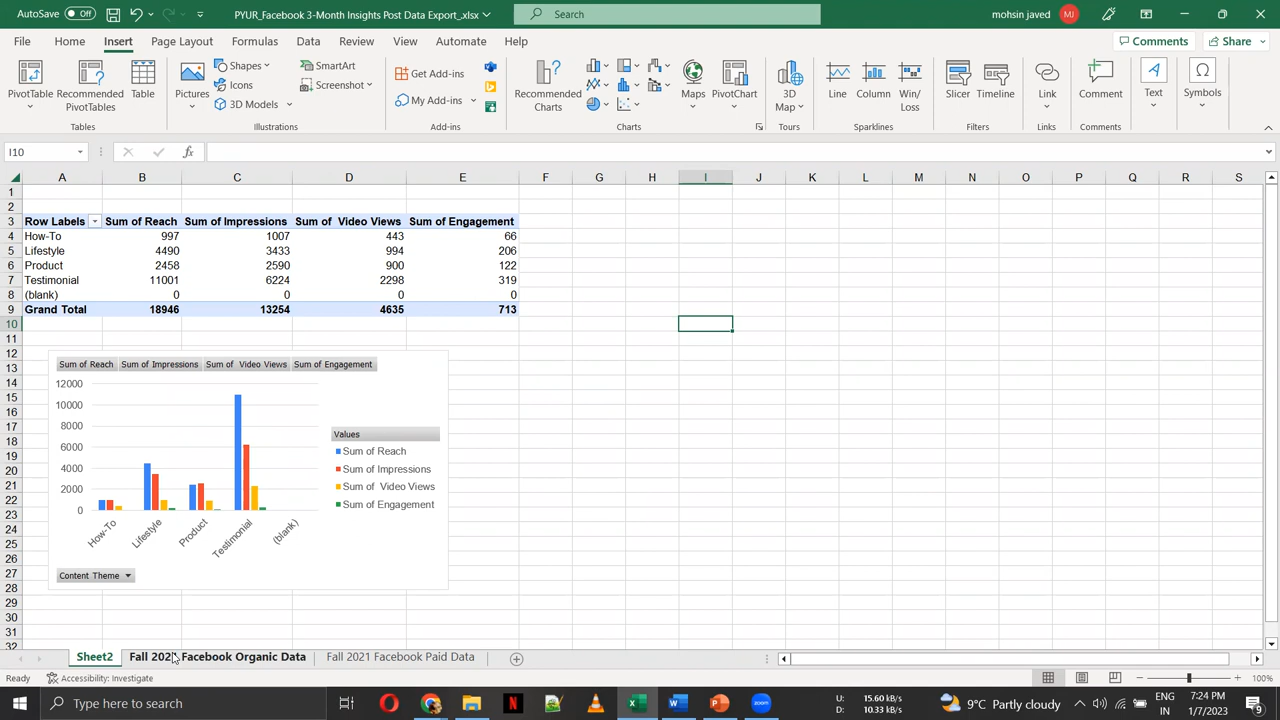 AutoSave Off PYUR_Facebook 3-Month Insights Post Data Export_.xlsx Search mohsin javed MJ
File Home Insert Page Layout Formulas Data Review View Automate Help Comments Share
PivotTable Recommended PivotTables Table Pictures Shapes Icons 3D Models SmartArt Screenshot Get Add-ins My Add-ins Recommended Charts Maps PivotChart 3D Map Line Column Win/Loss Slicer Timeline Link Comment Text Symbols
Tables Illustrations Add-ins Charts Tours Sparklines Filters Links Comments
I10 fx
A B C D E F G H I J K L M N O P Q R S
1
2
3 Row Labels Sum of Reach Sum of Impressions Sum of  Video Views Sum of Engagement
4 How-To 997 1007 443 66
5 Lifestyle 4490 3433 994 206
6 Product 2458 2590 900 122
7 Testimonial 11001 6224 2298 319
8 (blank) 0 0 0 0
9 Grand Total 18946 13254 4635 713
10
11
12
13
14
15
16
17
18
19
20
21
22
23
24
25
26
27
28
29
30
31
32
Sum of Reach Sum of Impressions Sum of  Video Views Sum of Engagement
12000
10000
8000
6000
4000
2000
0
How-To Lifestyle Product Testimonial (blank)
Values
Sum of Reach
Sum of Impressions
Sum of  Video Views
Sum of Engagement
Content Theme
Sheet2 Fall 2021 Facebook Organic Data Fall 2021 Facebook Paid Data
Ready Accessibility: Investigate 100%
Type here to search U: 15.60 kB/s D: 10.33 kB/s 9°C Partly cloudy ENG IN 7:24 PM 1/7/2023